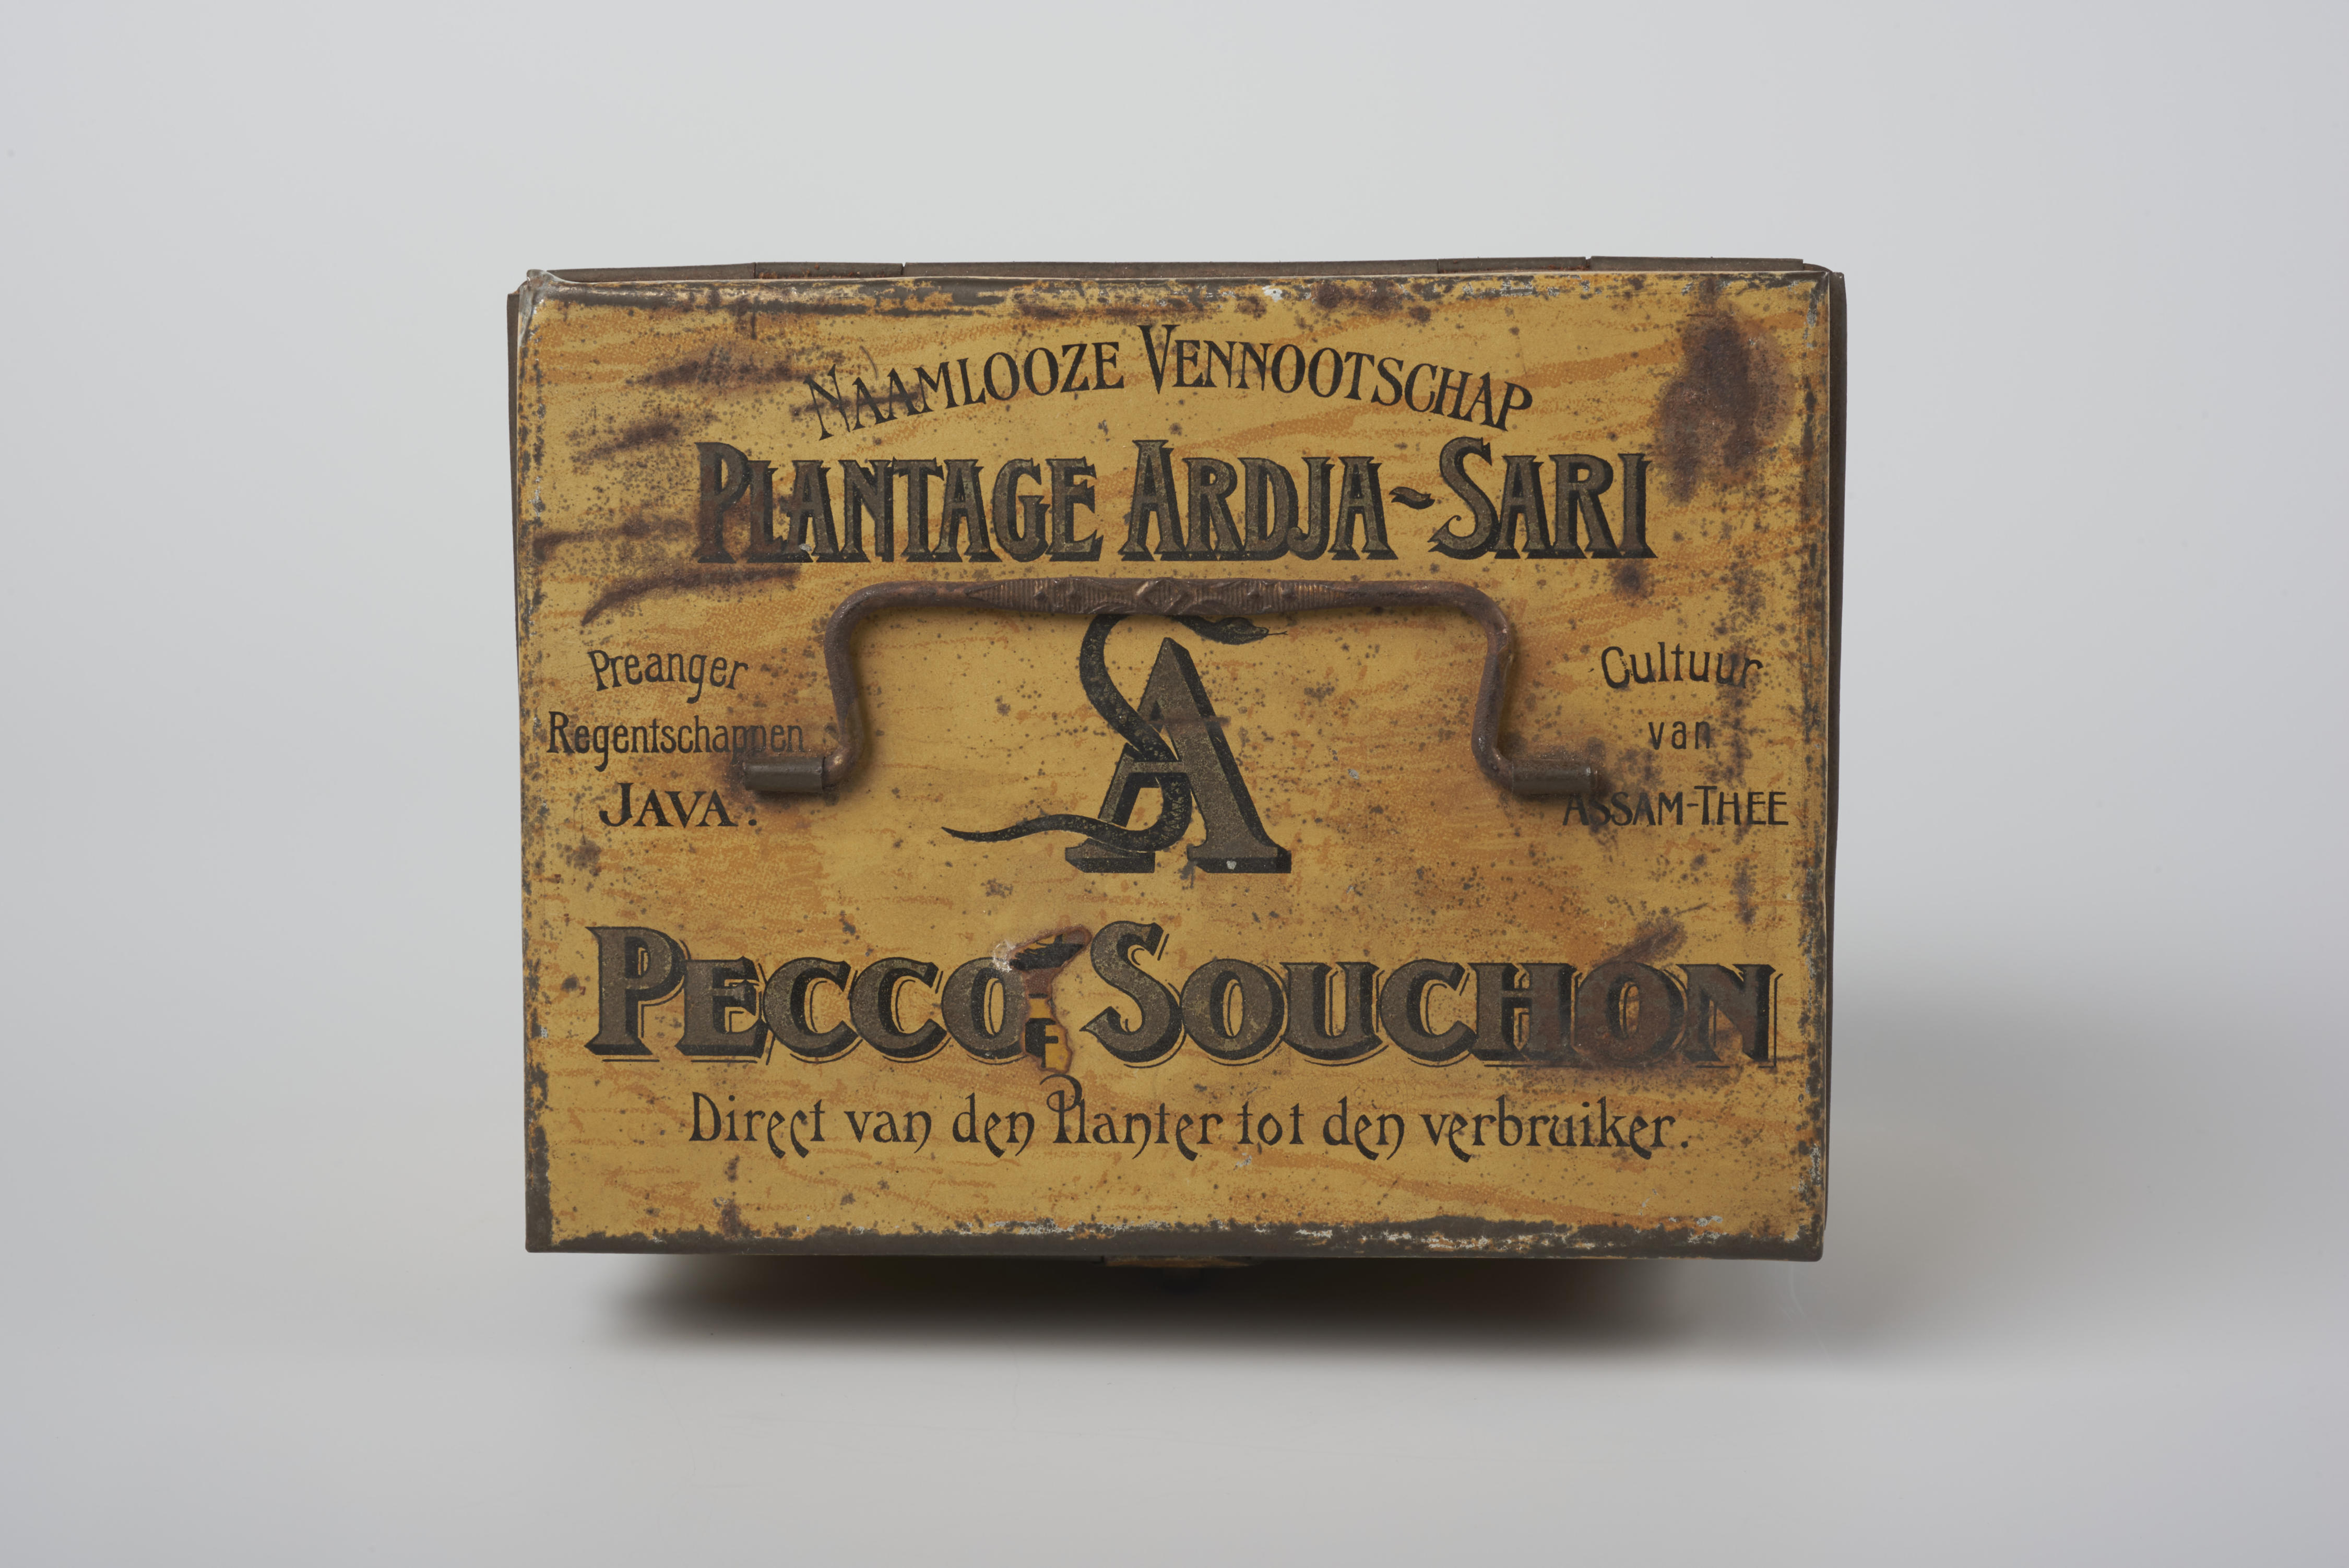 NAAMLOOZE VENNOOTSCHAP
PLANTAGE ARDJA~SARI
Preanger
Regentschappen
JAVA.
A
Cultuur
van
ASSAM-THEE
PECCO SOUCHON
Direct van den Planter tot den verbruiker.